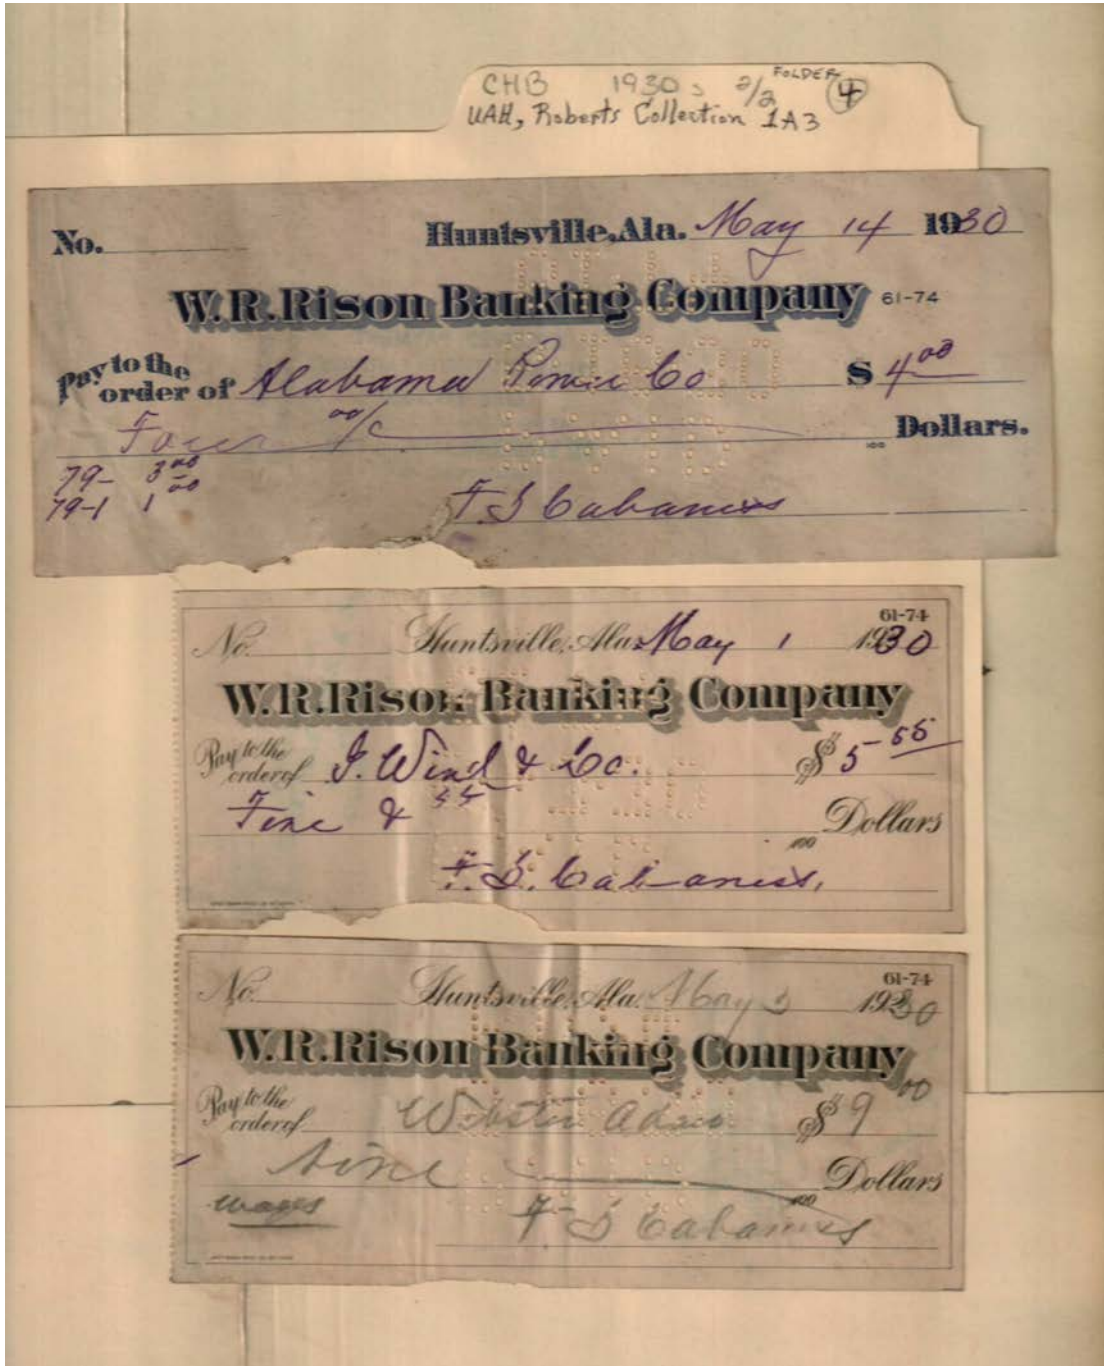 CHB 1930s 2/2 FOLDER 4
UAH, Roberts Collection 1A3
No. Huntsville, Ala. May 14 1930
W. R. Rison Banking Company 61-74
Pay to the order of Alabama Power Co $ 4 00
Four 00/c 100 Dollars.
79- 3 00
79-1 1 00
F. S Cabaniss
61-74
No. Huntsville, Ala. May 1 1930
W. R. Rison Banking Company
Pay to the order of I. Wind & Co. $ 5 55
Five & 55 100 Dollars
F. S. Cabaniss.
61-74
No. Huntsville, Ala. May 3 1930
W. R. Rison Banking Company
Pay to the order of Webster $ 9 00
Nine 100 Dollars
wages
F S Cabaniss